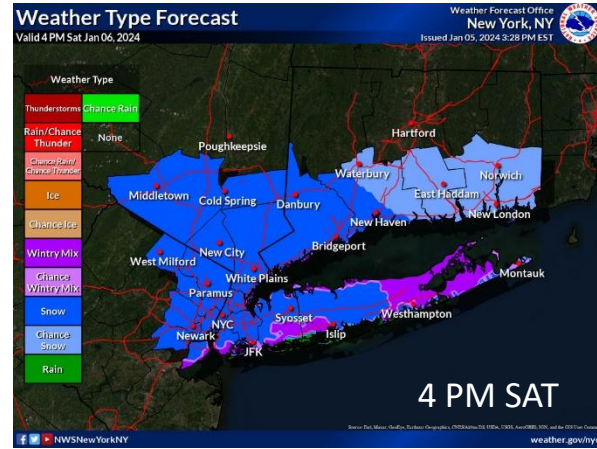 Weather Type Forecast
Valid 4 PM Sat Jan 06, 2024
Weather Forecast Office
New York, NY
Issued Jan 05, 2024 3:28 PM EST
Weather Type
Thunderstorms
Chance Rain
Rain/Chance
Thunder
None
Chance Rain/
Chance Thunder
Ice
Chance Ice
Wintry Mix
Chance
Wintry Mix
Snow
Chance
Snow
Rain
Poughkeepsie
Hartford
Waterbury
Norwich
Middletown
Cold Spring
Danbury
East Haddam
New Haven
New London
Bridgeport
West Milford
New City
White Plains
Montauk
Paramus
NYC
Syosset
Westhampton
Newark
Islip
JFK
4 PM SAT
NWSNewYorkNY
weather.gov/nyc